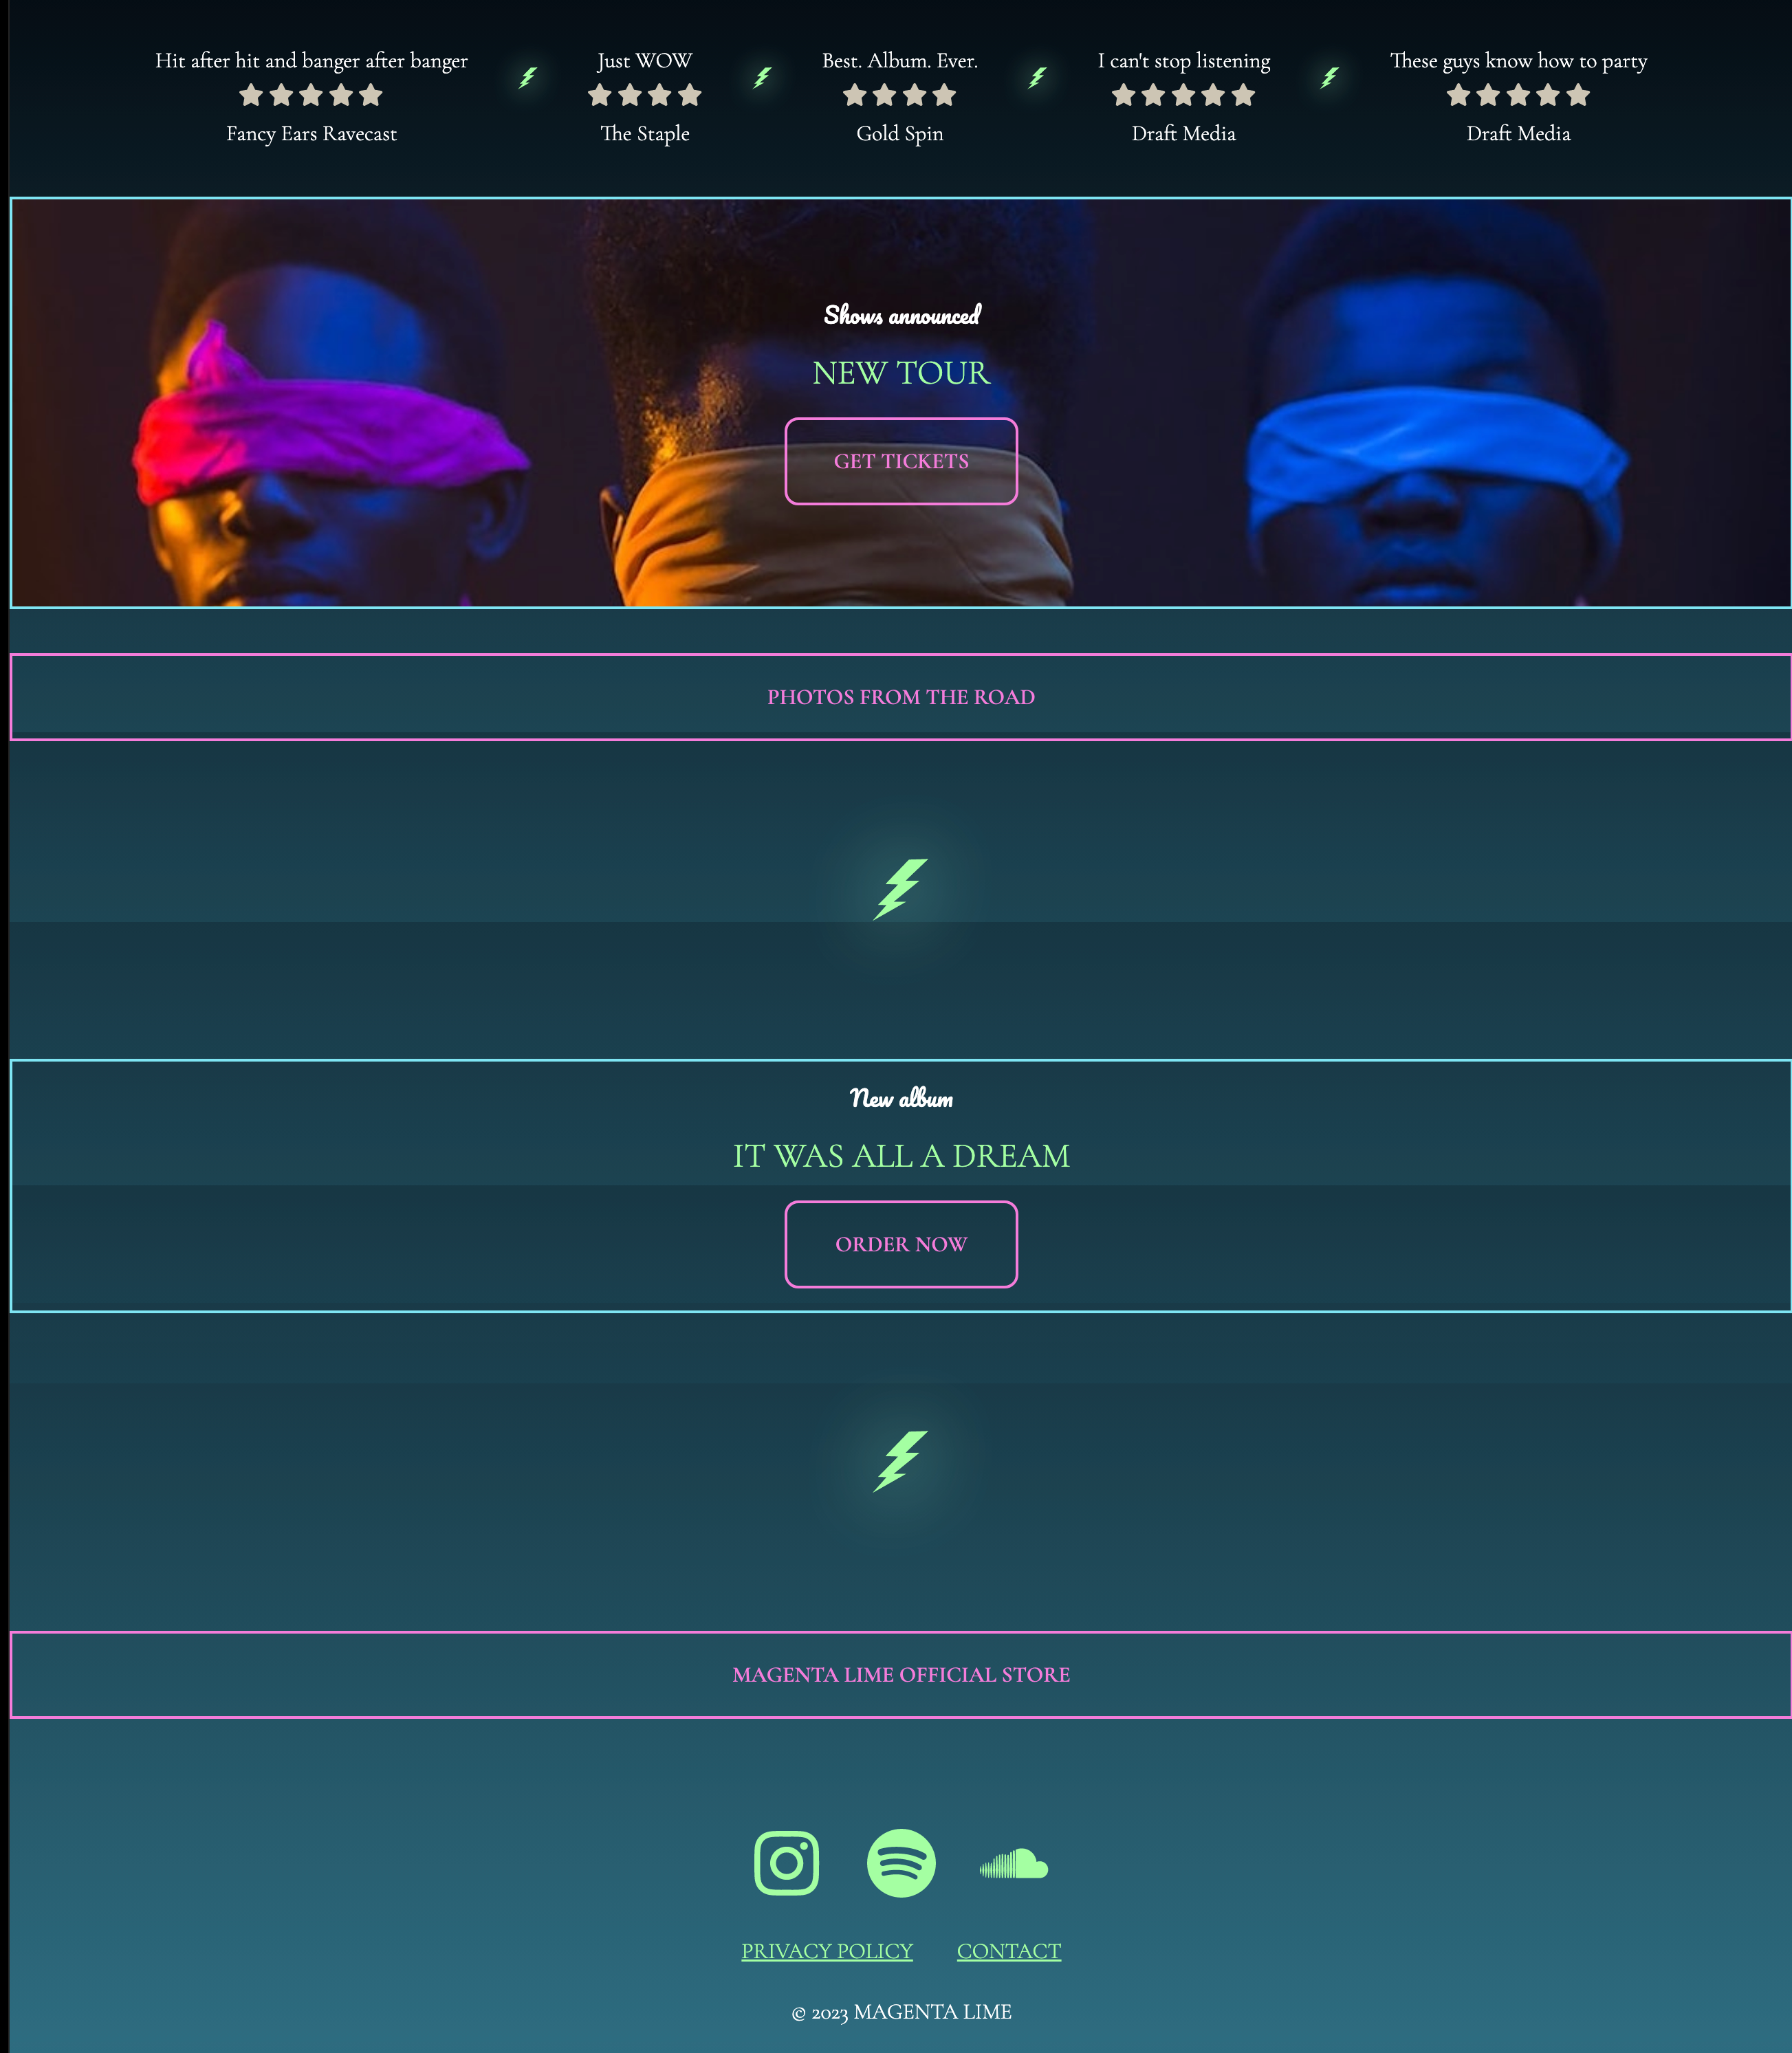 Hit after hit and banger after banger
Fancy Ears Ravecast
Just WOW
The Staple
Best. Album. Ever.
Gold Spin
I can't stop listening
Draft Media
These guys know how to party
Draft Media
Shows announced
NEW TOUR
GET TICKETS
PHOTOS FROM THE ROAD
New album
IT WAS ALL A DREAM
ORDER NOW
MAGENTA LIME OFFICIAL STORE
PRIVACY POLICY
CONTACT
© 2023 MAGENTA LIME